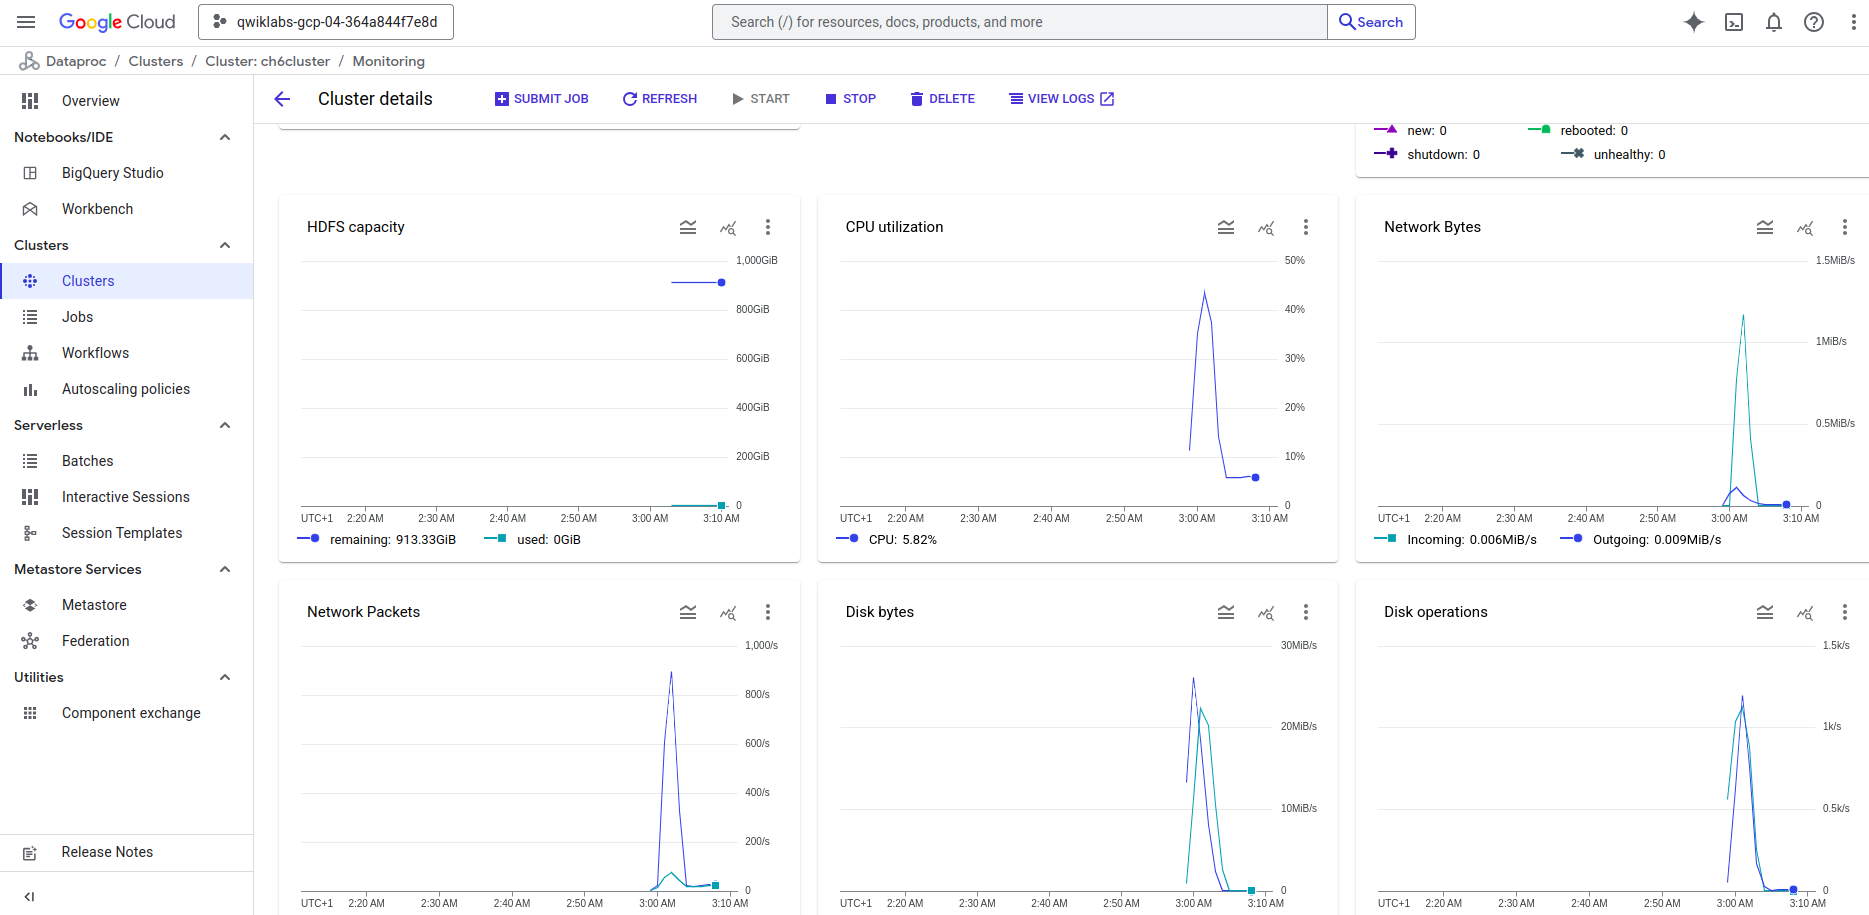 Google Cloud
qwiklabs-gcp-04-364a844f7e8d
Search (/) for resources, docs, products, and more
Search
Dataproc / Clusters / Cluster: ch6cluster / Monitoring
Overview
Notebooks/IDE
BigQuery Studio
Workbench
Clusters
Clusters
Jobs
Workflows
Autoscaling policies
Serverless
Batches
Interactive Sessions
Session Templates
Metastore Services
Metastore
Federation
Utilities
Component exchange
Release Notes
Cluster details
SUBMIT JOB
REFRESH
START
STOP
DELETE
VIEW LOGS
new: 0
rebooted: 0
shutdown: 0
unhealthy: 0
HDFS capacity
1,000GiB
800GiB
600GiB
400GiB
200GiB
0
UTC+1 2:20 AM 2:30 AM 2:40 AM 2:50 AM 3:00 AM 3:10 AM
remaining: 913.33GiB
used: 0GiB
CPU utilization
50%
40%
30%
20%
10%
0
UTC+1 2:20 AM 2:30 AM 2:40 AM 2:50 AM 3:00 AM 3:10 AM
CPU: 5.82%
Network Bytes
1.5MiB/s
1MiB/s
0.5MiB/s
0
UTC+1 2:20 AM 2:30 AM 2:40 AM 2:50 AM 3:00 AM 3:10 AM
Incoming: 0.006MiB/s
Outgoing: 0.009MiB/s
Network Packets
1,000/s
800/s
600/s
400/s
200/s
0
UTC+1 2:20 AM 2:30 AM 2:40 AM 2:50 AM 3:00 AM 3:10 AM
Disk bytes
30MiB/s
20MiB/s
10MiB/s
0
UTC+1 2:20 AM 2:30 AM 2:40 AM 2:50 AM 3:00 AM 3:10 AM
Disk operations
1.5k/s
1k/s
0.5k/s
0
UTC+1 2:20 AM 2:30 AM 2:40 AM 2:50 AM 3:00 AM 3:10 AM